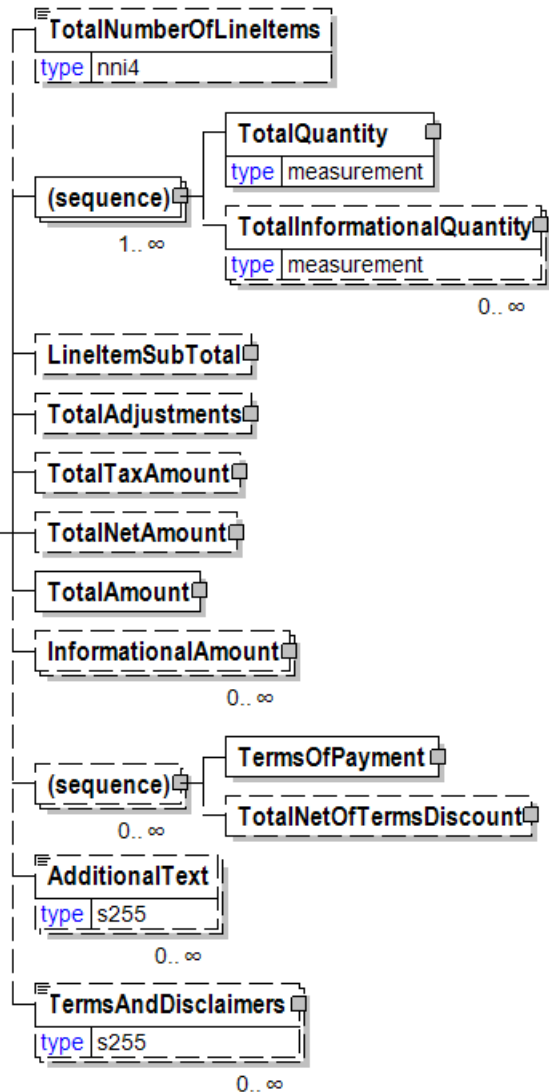 TotalNumberOfLineItems
type nni4
TotalQuantity
type measurement
(sequence)
1.. ∞
TotalInformationalQuantity
type measurement
0.. ∞
LineItemSubTotal
TotalAdjustments
TotalTaxAmount
TotalNetAmount
TotalAmount
InformationalAmount
0.. ∞
TermsOfPayment
(sequence)
0.. ∞
TotalNetOfTermsDiscount
AdditionalText
type s255
0.. ∞
TermsAndDisclaimers
type s255
0.. ∞